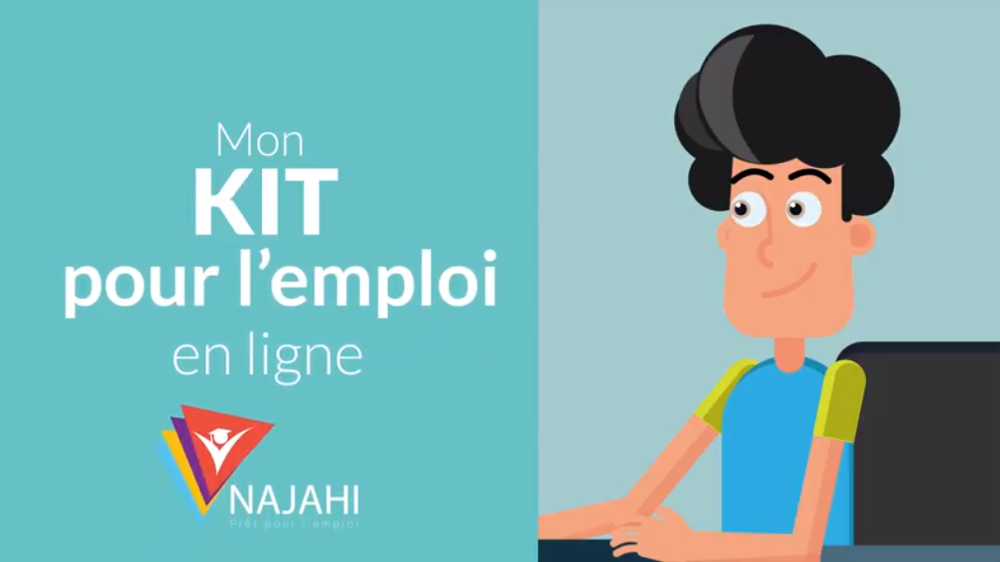 Mon
KIT
pour l'emploi
en ligne
NAJAHI
Prêt pour l'emploi